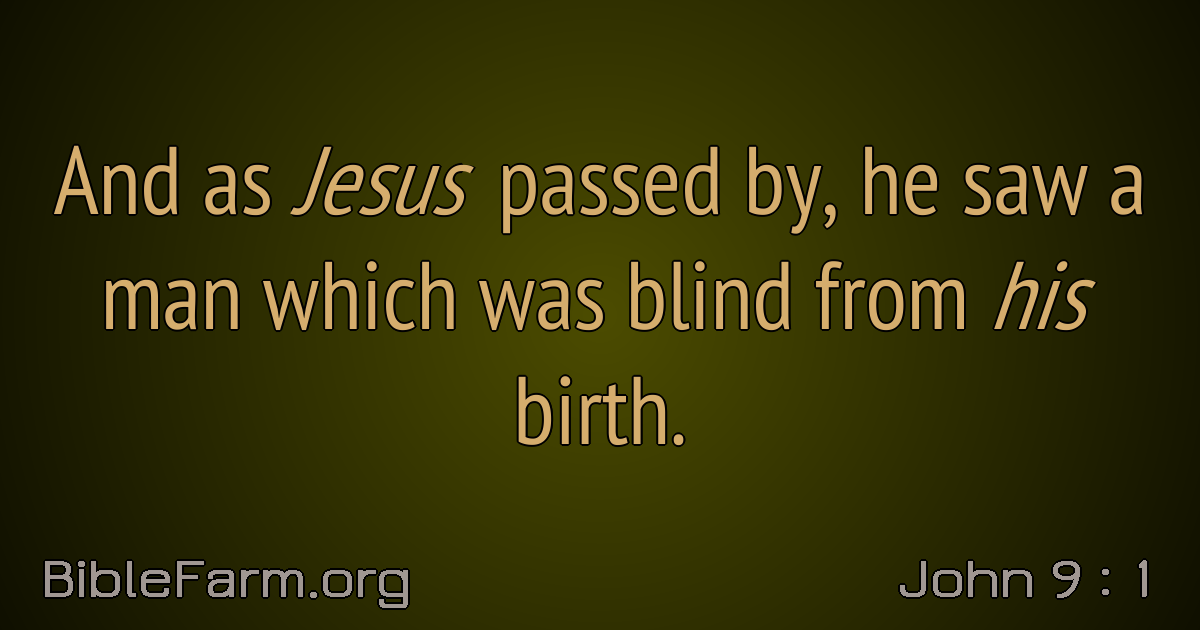 And as Jesus passed by, he saw a
man which was blind from his
birth.
BibleFarm.org
John 9 : 1